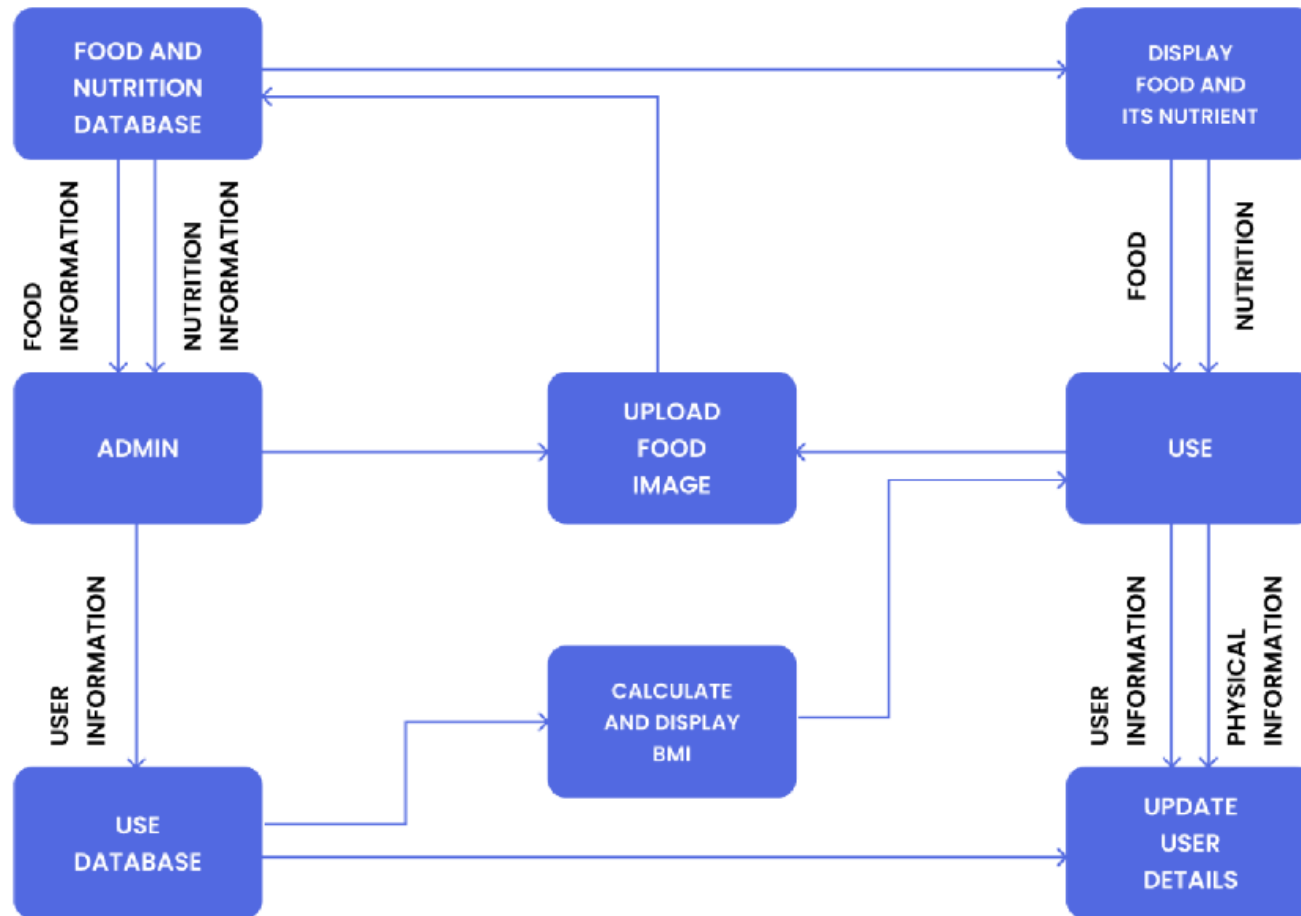 FOOD AND
NUTRITION
DATABASE
DISPLAY
FOOD AND
ITS NUTRIENT
FOOD
INFORMATION
NUTRITION
INFORMATION
FOOD
NUTRITION
ADMIN
UPLOAD
FOOD
IMAGE
USE
USER
INFORMATION
CALCULATE
AND DISPLAY
BMI
USER
INFORMATION
PHYSICAL
INFORMATION
USE
DATABASE
UPDATE
USER
DETAILS